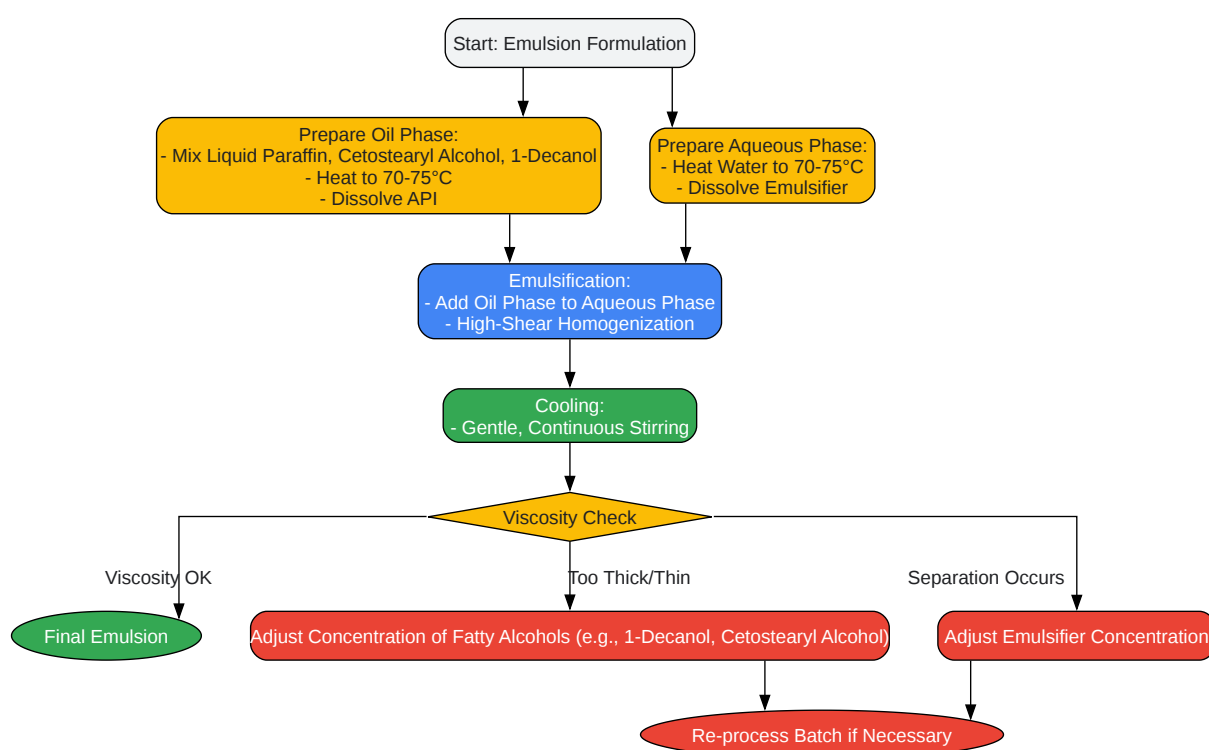 Start: Emulsion Formulation
Prepare Oil Phase:
- Mix Liquid Paraffin, Cetostearyl Alcohol, 1-Decanol
- Heat to 70-75°C
- Dissolve API
Prepare Aqueous Phase:
- Heat Water to 70-75°C
- Dissolve Emulsifier
Emulsification:
- Add Oil Phase to Aqueous Phase
- High-Shear Homogenization
Cooling:
- Gentle, Continuous Stirring
Viscosity Check
Viscosity OK
Too Thick/Thin
Separation Occurs
Final Emulsion
Adjust Concentration of Fatty Alcohols (e.g., 1-Decanol, Cetostearyl Alcohol)
Adjust Emulsifier Concentration
Re-process Batch if Necessary